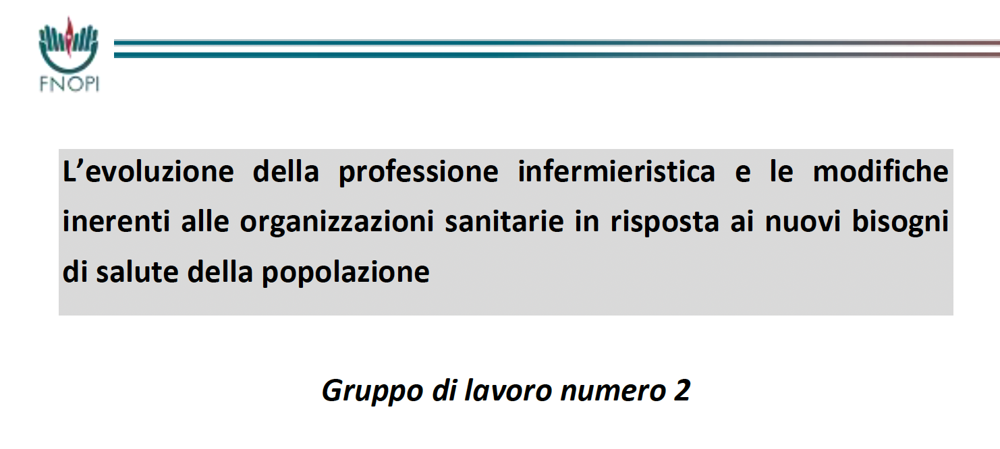 FNOPI
L’evoluzione della professione infermieristica e le modifiche
inerenti alle organizzazioni sanitarie in risposta ai nuovi bisogni
di salute della popolazione
Gruppo di lavoro numero 2